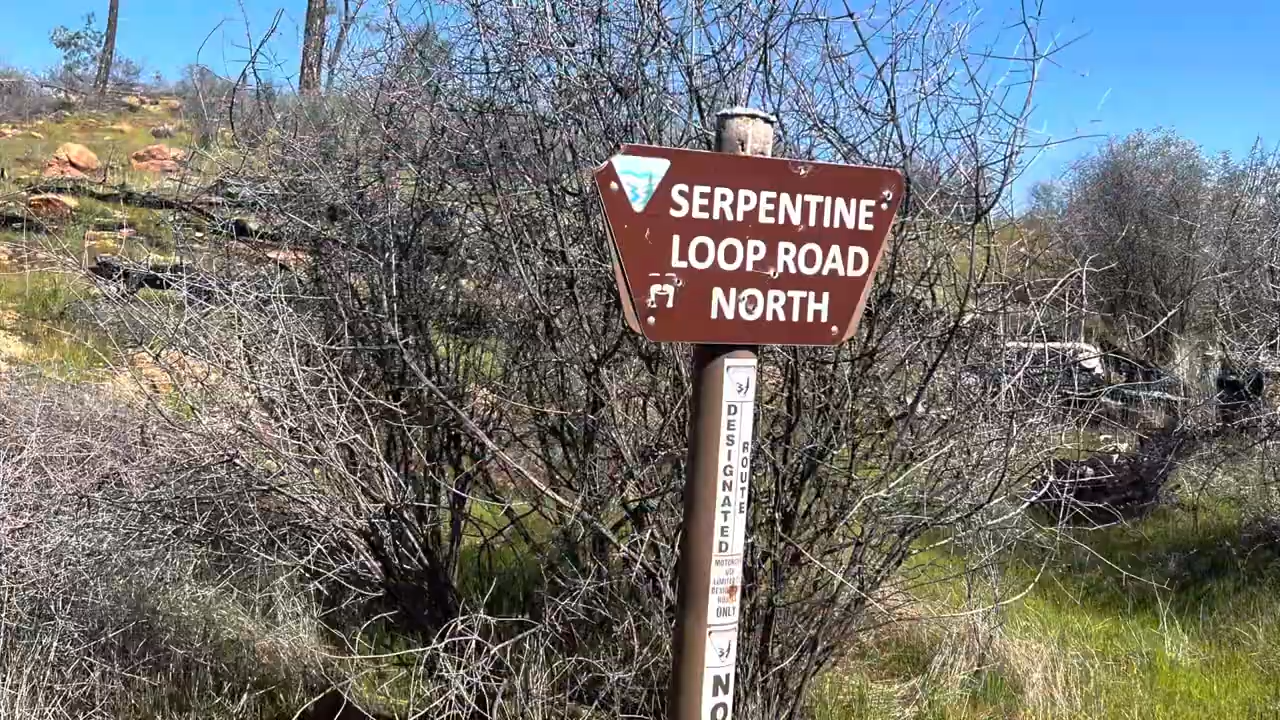 SERPENTINE
LOOP ROAD
NORTH
DESIGNATED
ROUTE
ONLY
NO